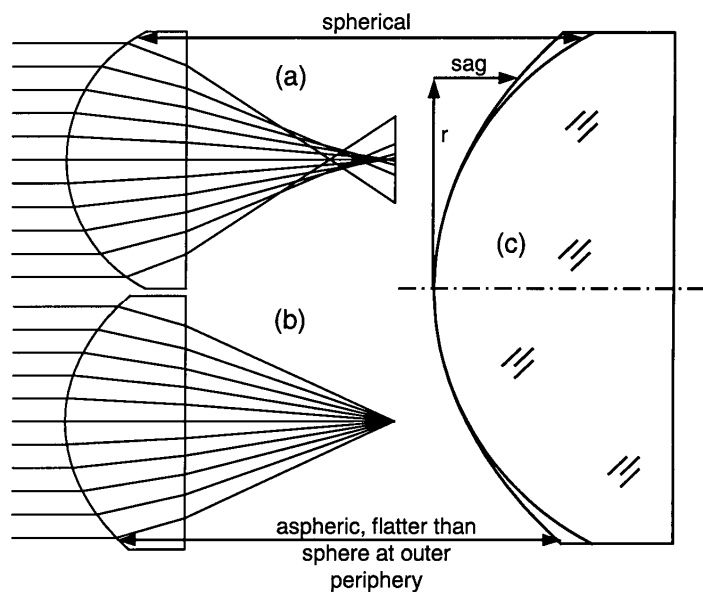 spherical
(a)
sag
r
(c)
(b)
aspheric, flatter than
sphere at outer
periphery